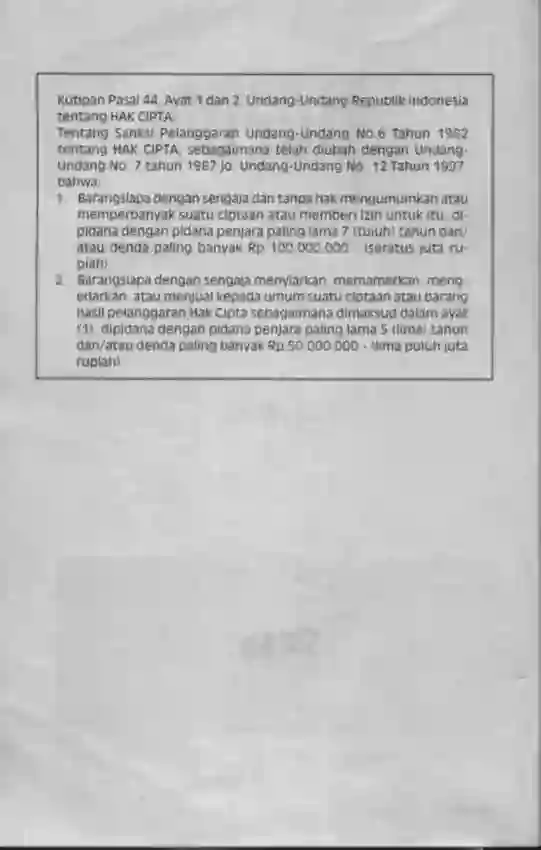 Kutipan Pasal 44, Ayat 1 dan 2, Undang-Undang Republik Indonesia
tentang HAK CIPTA.
Tentang Sanksi Pelanggaran Undang-Undang No.6 Tahun 1982
tentang HAK CIPTA, sebagaimana telah diubah dengan Undang-
Undang No. 7 tahun 1987 jo. Undang-Undang No. 12 Tahun 1997,
bahwa:
1. Barangsiapa dengan sengaja dan tanpa hak mengumumkan atau
memperbanyak suatu ciptaan atau memberi izin untuk itu, di-
pidana dengan pidana penjara paling lama 7 (tujuh) tahun dan/
atau denda paling banyak Rp 100.000.000,- (seratus juta ru-
piah).
2. Barangsiapa dengan sengaja menyiarkan, memamerkan, meng-
edarkan, atau menjual kepada umum suatu ciptaan atau barang
hasil pelanggaran Hak Cipta sebagaimana dimaksud dalam ayat
(1), dipidana dengan pidana penjara paling lama 5 (lima) tahun
dan/atau denda paling banyak Rp 50.000.000,- (lima puluh juta
rupiah).